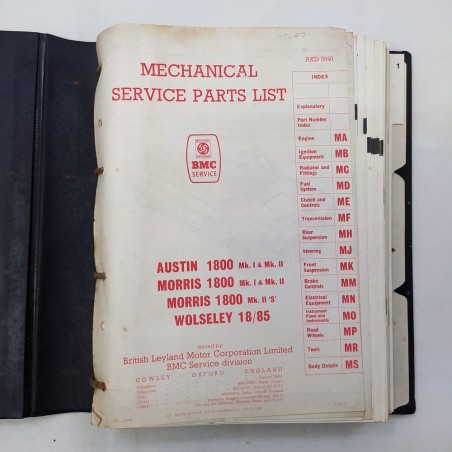 AKD 5040
MECHANICAL
SERVICE PARTS LIST
BMC
SERVICE
AUSTIN 1800 Mk. I & Mk. II
MORRIS 1800 Mk. I & Mk. II
MORRIS 1800 Mk. II 'S'
WOLSELEY 18/85
Issued by
British Leyland Motor Corporation Limited
BMC Service division
COWLEY OXFORD ENGLAND
INDEX
Explanatory
Part Number
Index
Engine MA
Ignition
Equipment MB
Radiator and
Fittings MC
Fuel
System MD
Clutch and
Controls ME
Transmission MF
Rear
Suspension MH
Steering MJ
Front
Suspension MK
Brake
Controls MM
Electrical
Equipment MN
Instrument
Panel and
Instruments MO
Road
Wheels MP
Tools MR
Body Details MS
1